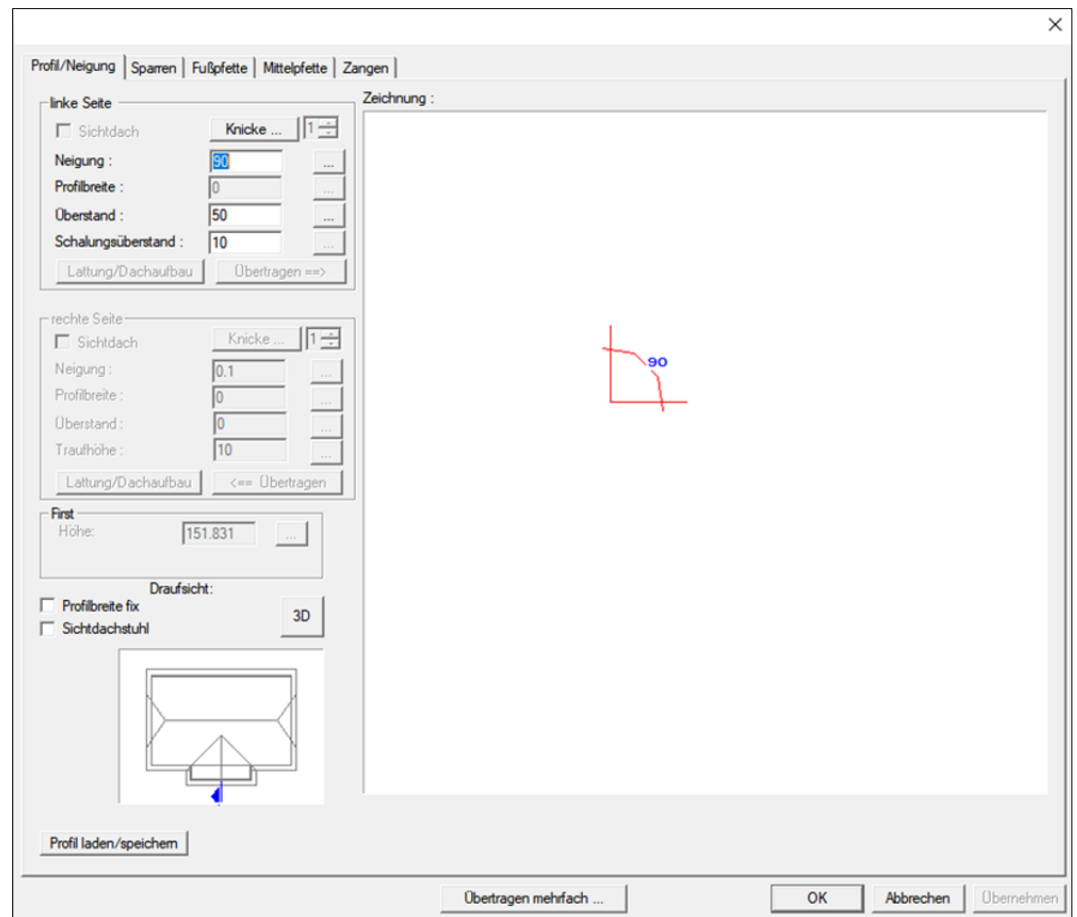 Profil/Neigung Sparren Fußpfette Mittelpfette Zangen
linke Seite
Sichtdach Knicke ... 1
Neigung : 90 ...
Profilbreite : 0 ...
Überstand : 50 ...
Schalungsüberstand : 10 ...
Lattung/Dachaufbau Übertragen ==>
rechte Seite
Sichtdach Knicke ... 1
Neigung : 0.1 ...
Profilbreite : 0 ...
Überstand : 0 ...
Traufhöhe : 10 ...
Lattung/Dachaufbau <== Übertragen
First
Höhe: 151.831 ...
Draufsicht:
Profilbreite fix
Sichtdachstuhl
3D
Profil laden/speichern
Zeichnung :
90
Übertragen mehrfach ... OK Abbrechen Übernehmen